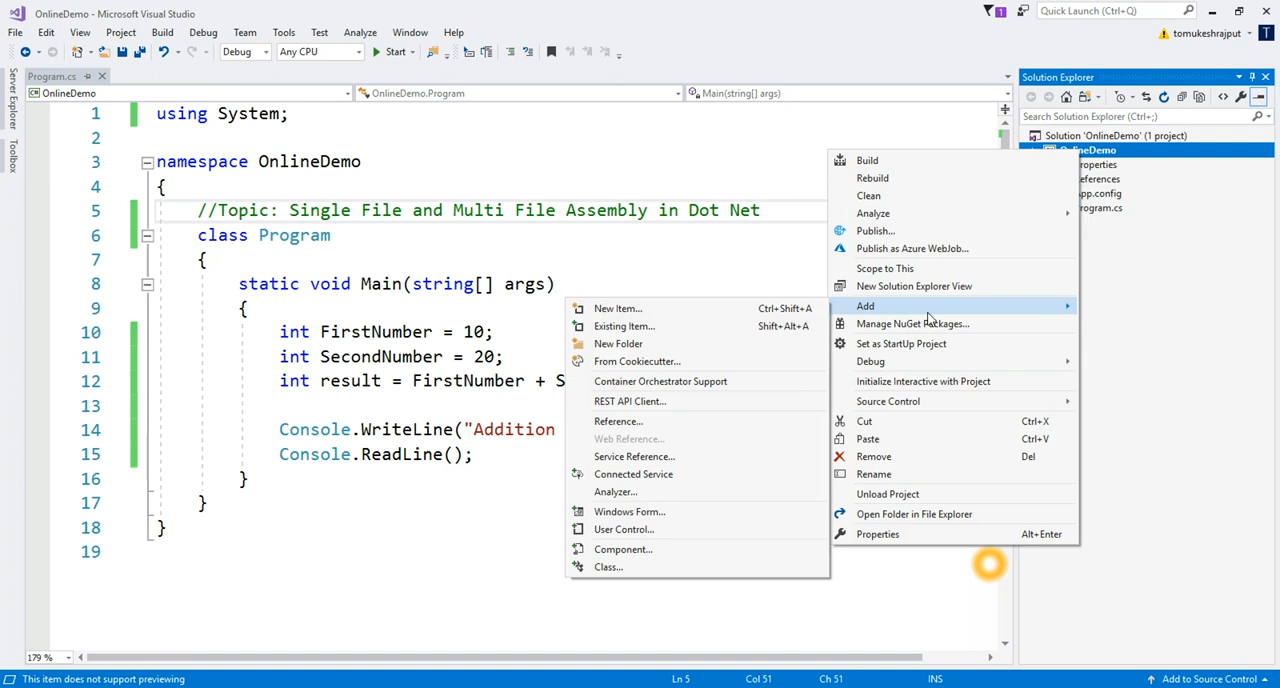 OnlineDemo - Microsoft Visual Studio
1
Quick Launch (Ctrl+Q)
File Edit View Project Build Debug Team Tools Test Analyze Window Help
tomukeshrajput
T
Debug
Any CPU
Start
Server Explorer
Toolbox
Program.cs
OnlineDemo
OnlineDemo.Program
Main(string[] args)
1 using System;
2
3 namespace OnlineDemo
4 {
5 //Topic: Single File and Multi File Assembly in Dot Net
6 class Program
7 {
8 static void Main(string[] args)
9 {
10 int FirstNumber = 10;
11 int SecondNumber = 20;
12 int result = FirstNumber + S
13
14 Console.WriteLine("Addition
15 Console.ReadLine();
16 }
17 }
18 }
19
New Item... Ctrl+Shift+A
Existing Item... Shift+Alt+A
New Folder
From Cookiecutter...
Container Orchestrator Support
REST API Client...
Reference...
Web Reference...
Service Reference...
Connected Service
Analyzer...
Windows Form...
User Control...
Component...
Class...
Build
Rebuild
Clean
Analyze
Publish...
Publish as Azure WebJob...
Scope to This
New Solution Explorer View
Add
Manage NuGet Packages...
Set as StartUp Project
Debug
Initialize Interactive with Project
Source Control
Cut Ctrl+X
Paste Ctrl+V
Remove Del
Rename
Unload Project
Open Folder in File Explorer
Properties Alt+Enter
Solution Explorer
Search Solution Explorer (Ctrl+;)
Solution 'OnlineDemo' (1 project)
OnlineDemo
roperties
eferences
pp.config
rogram.cs
179 %
This item does not support previewing
Ln 5
Col 51
Ch 51
INS
Add to Source Control